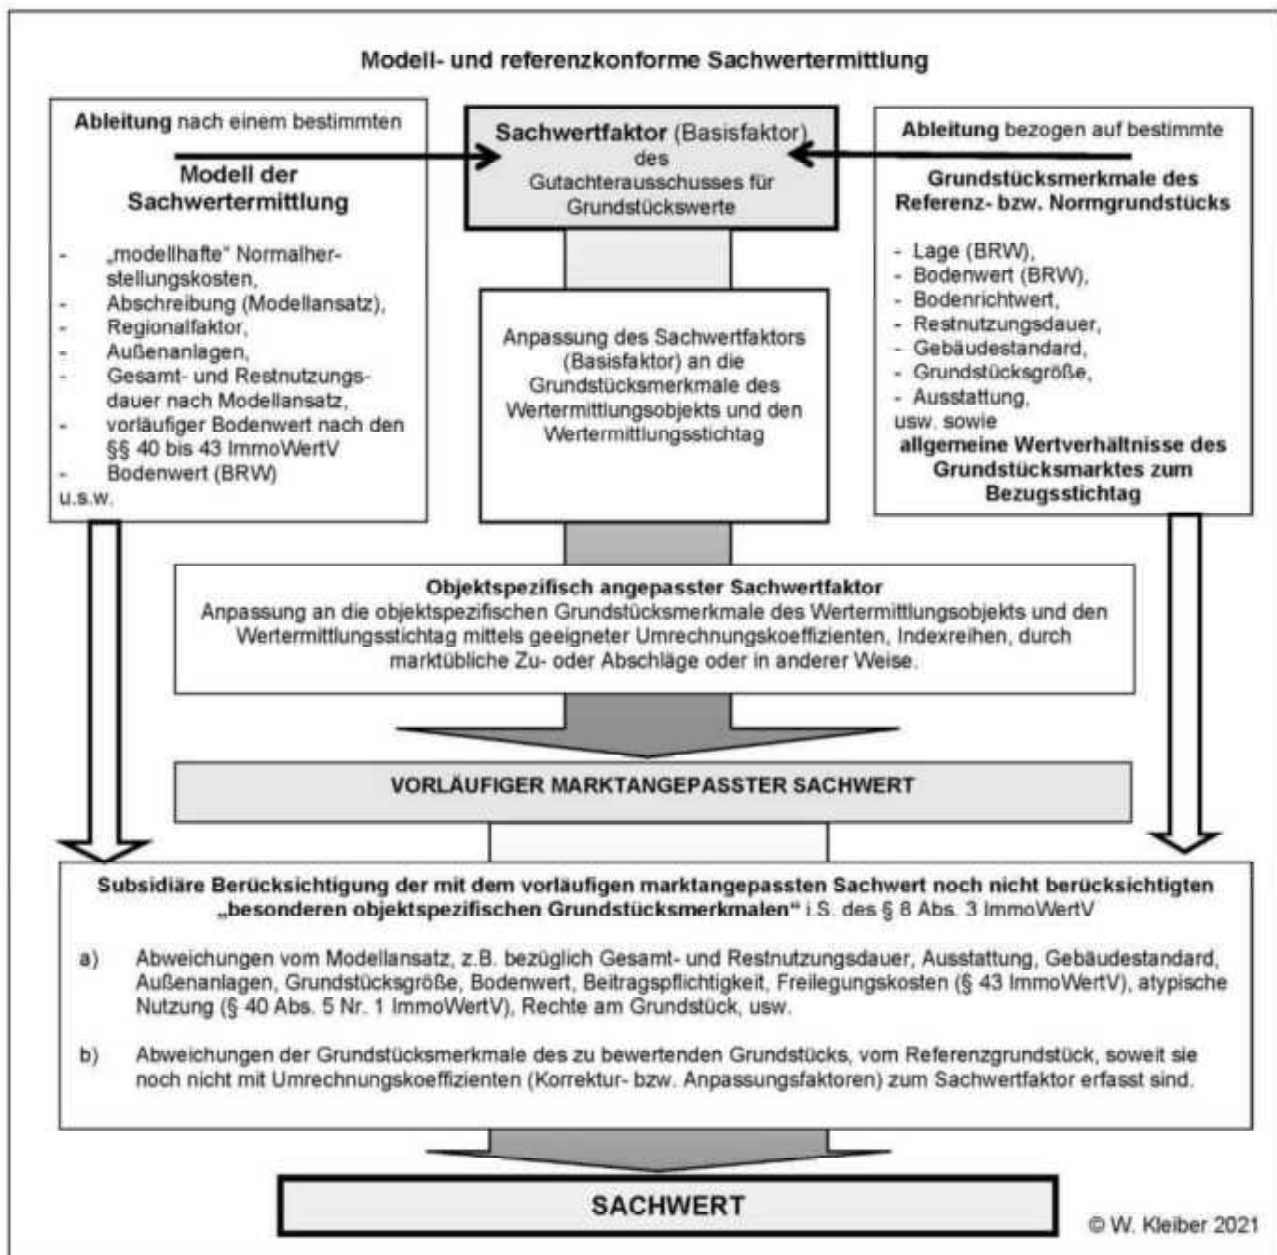 Modell- und referenzkonforme Sachwertermittlung
Ableitung nach einem bestimmten
Modell der
Sachwertermittlung
- „modellhafte" Normalher-
stellungskosten,
- Abschreibung (Modellansatz),
- Regionalfaktor,
- Außenanlagen,
- Gesamt- und Restnutzungs-
dauer nach Modellansatz,
- vorläufiger Bodenwert nach den
§§ 40 bis 43 ImmoWertV
- Bodenwert (BRW)
u.s.w.
Sachwertfaktor (Basisfaktor)
des
Gutachterausschusses für
Grundstückswerte
Anpassung des Sachwertfaktors
(Basisfaktor) an die
Grundstücksmerkmale des
Wertermittlungsobjekts und den
Wertermittlungsstichtag
Ableitung bezogen auf bestimmte
Grundstücksmerkmale des
Referenz- bzw. Normgrundstücks
- Lage (BRW),
- Bodenwert (BRW),
- Bodenrichtwert,
- Restnutzungsdauer,
- Gebäudestandard,
- Grundstücksgröße,
- Ausstattung,
usw. sowie
allgemeine Wertverhältnisse des
Grundstücksmarktes zum
Bezugsstichtag
Objektspezifisch angepasster Sachwertfaktor
Anpassung an die objektspezifischen Grundstücksmerkmale des Wertermittlungsobjekts und den
Wertermittlungsstichtag mittels geeigneter Umrechnungskoeffizienten, Indexreihen, durch
marktübliche Zu- oder Abschläge oder in anderer Weise.
VORLÄUFIGER MARKTANGEPASSTER SACHWERT
Subsidiäre Berücksichtigung der mit dem vorläufigen marktangepassten Sachwert noch nicht berücksichtigten
„besonderen objektspezifischen Grundstücksmerkmalen" i.S. des § 8 Abs. 3 ImmoWertV
a) Abweichungen vom Modellansatz, z.B. bezüglich Gesamt- und Restnutzungsdauer, Ausstattung, Gebäudestandard,
Außenanlagen, Grundstücksgröße, Bodenwert, Beitragspflichtigkeit, Freilegungskosten (§ 43 ImmoWertV), atypische
Nutzung (§ 40 Abs. 5 Nr. 1 ImmoWertV), Rechte am Grundstück, usw.
b) Abweichungen der Grundstücksmerkmale des zu bewertenden Grundstücks, vom Referenzgrundstück, soweit sie
noch nicht mit Umrechnungskoeffizienten (Korrektur- bzw. Anpassungsfaktoren) zum Sachwertfaktor erfasst sind.
SACHWERT
© W. Kleiber 2021